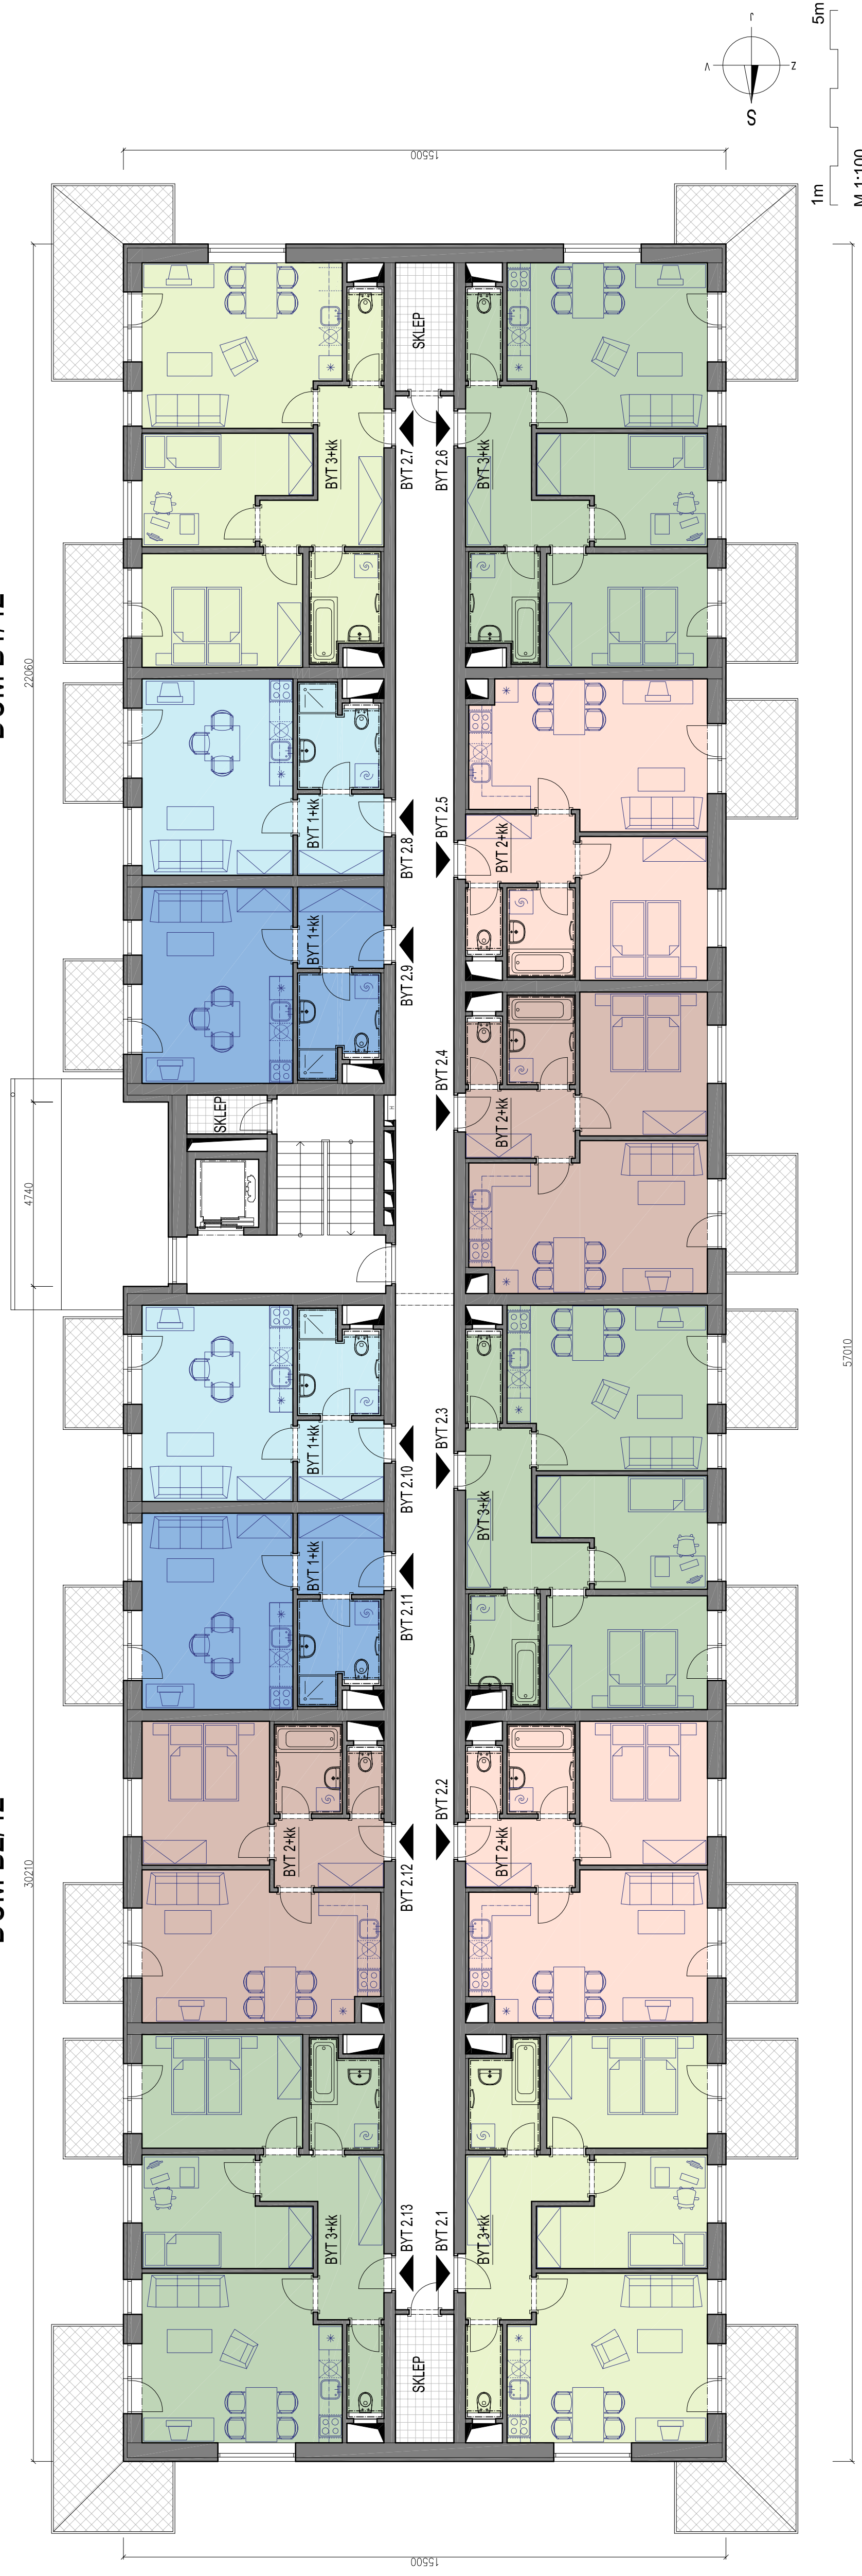 J
V
Z
S
5m
1m
M 1:100
15500
22060
4740
30210
57010
15500
SKLEP
BYT 3+kk
BYT 2.7
BYT 2.6
BYT 3+kk
BYT 1+kk
BYT 2.8
BYT 2.5
BYT 2+kk
BYT 1+kk
BYT 2.9
BYT 2.4
BYT 2+kk
SKLEP
BYT 1+kk
BYT 2.10
BYT 2.3
BYT 3+kk
BYT 1+kk
BYT 2.11
BYT 2+kk
BYT 2.12
BYT 2.2
BYT 2+kk
BYT 3+kk
BYT 2.13
BYT 2.1
BYT 3+kk
SKLEP